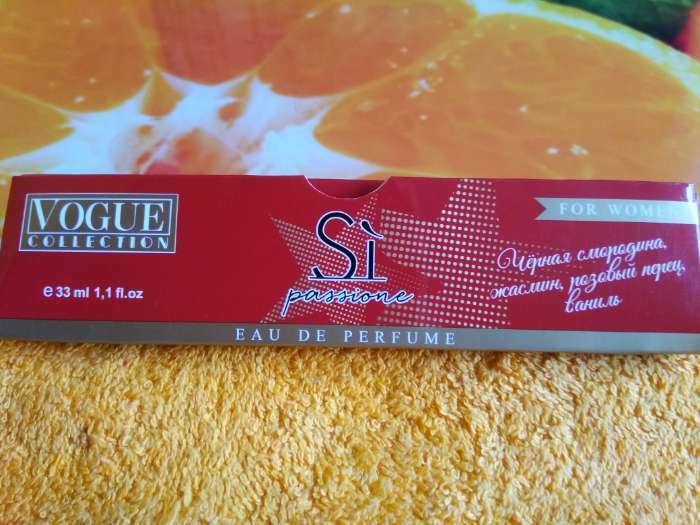 VOGUE
COLLECTION
e 33 ml 1,1 fl.oz
Sì
passione
FOR WOMEN
Чёрная смородина,
жасмин, розовый перец,
ваниль
EAU DE PERFUME